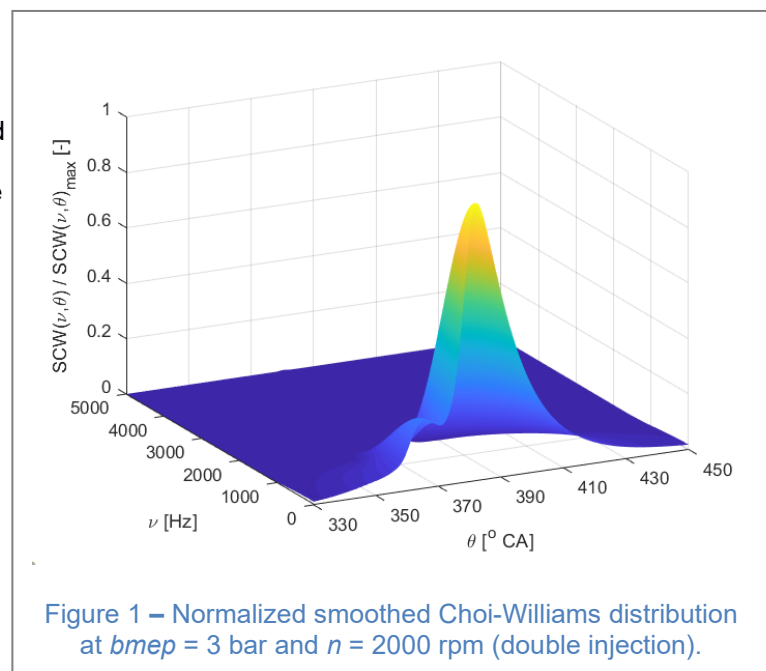 d
e
1
0.8
0.6
0.4
0.2
0
SCW(ν,θ) / SCW(ν,θ)max [-]
5000
4000
3000
2000
1000
0
ν [Hz]
330
350
370
390
410
430
450
θ [o CA]
Figure 1 – Normalized smoothed Choi-Williams distribution
at bmep = 3 bar and n = 2000 rpm (double injection).